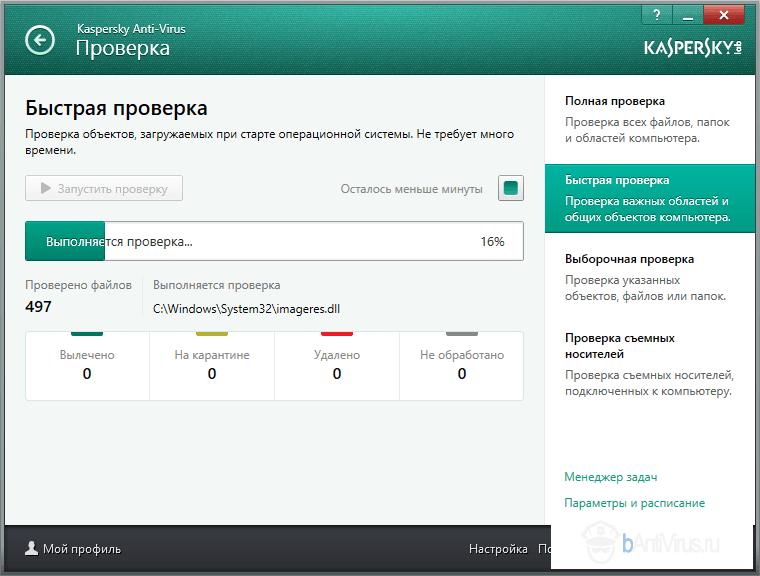 Kaspersky Anti-Virus
Проверка
?
KASPERSKY lab
Быстрая проверка
Проверка объектов, загружаемых при старте операционной системы. Не требует много
времени.
Запустить проверку
Осталось меньше минуты
Выполняется проверка...
16%
Проверено файлов
497
Выполняется проверка
C:\Windows\System32\imageres.dll
Вылечено
0
На карантине
0
Удалено
0
Не обработано
0
Полная проверка
Проверка всех файлов, папок
и областей компьютера.
Быстрая проверка
Проверка важных областей и
общих объектов компьютера.
Выборочная проверка
Проверка указанных
объектов, файлов или папок.
Проверка съемных
носителей
Проверка съемных носителей,
подключенных к компьютеру.
Менеджер задач
Параметры и расписание
Мой профиль
Настройка
bAntiVirus.ru